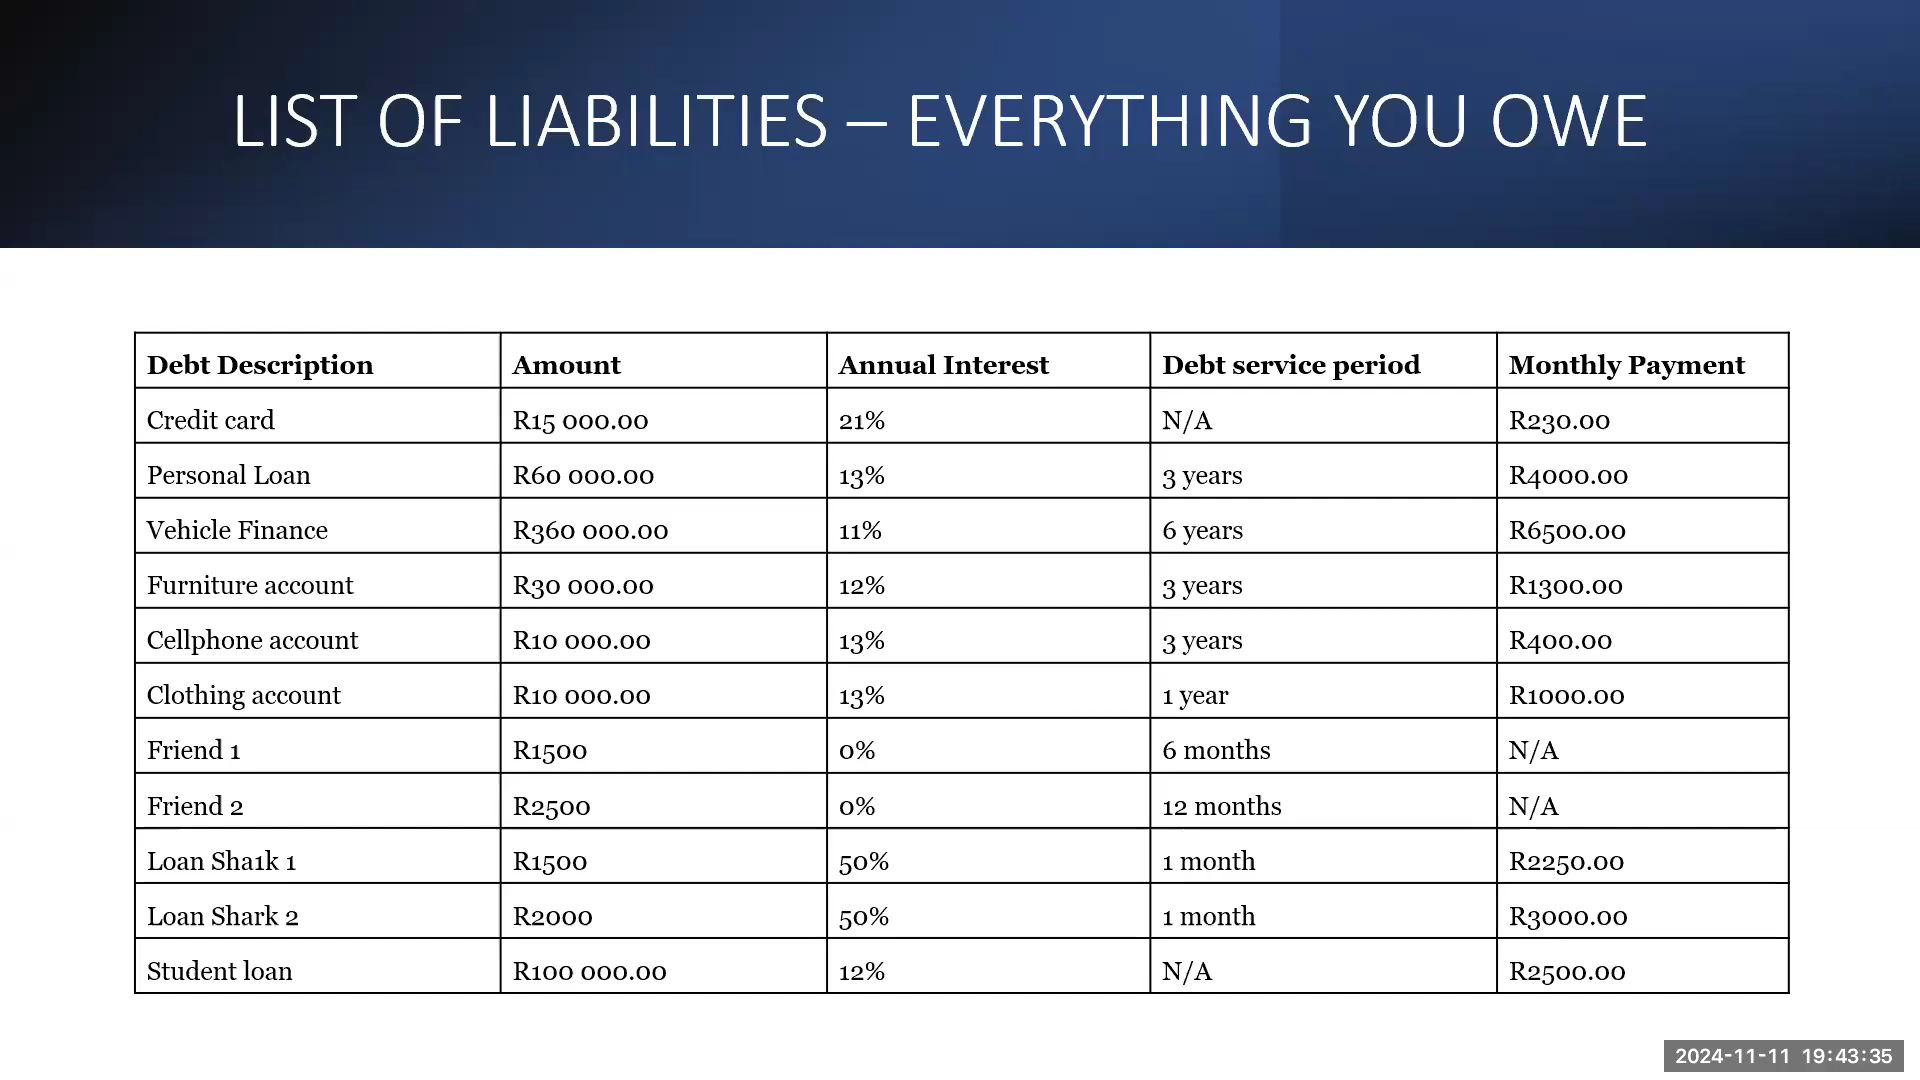 LIST OF LIABILITIES – EVERYTHING YOU OWE
Debt Description Amount Annual Interest Debt service period Monthly Payment
Credit card R15 000.00 21% N/A R230.00
Personal Loan R60 000.00 13% 3 years R4000.00
Vehicle Finance R360 000.00 11% 6 years R6500.00
Furniture account R30 000.00 12% 3 years R1300.00
Cellphone account R10 000.00 13% 3 years R400.00
Clothing account R10 000.00 13% 1 year R1000.00
Friend 1 R1500 0% 6 months N/A
Friend 2 R2500 0% 12 months N/A
Loan Sha1k 1 R1500 50% 1 month R2250.00
Loan Shark 2 R2000 50% 1 month R3000.00
Student loan R100 000.00 12% N/A R2500.00
2024-11-11 19:43:35